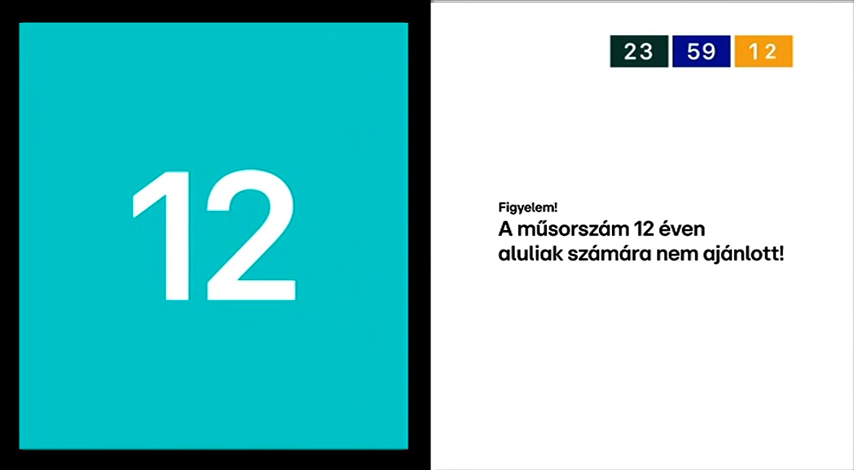 12
23 59 12
Figyelem!
A műsorszám 12 éven
aluliak számára nem ajánlott!